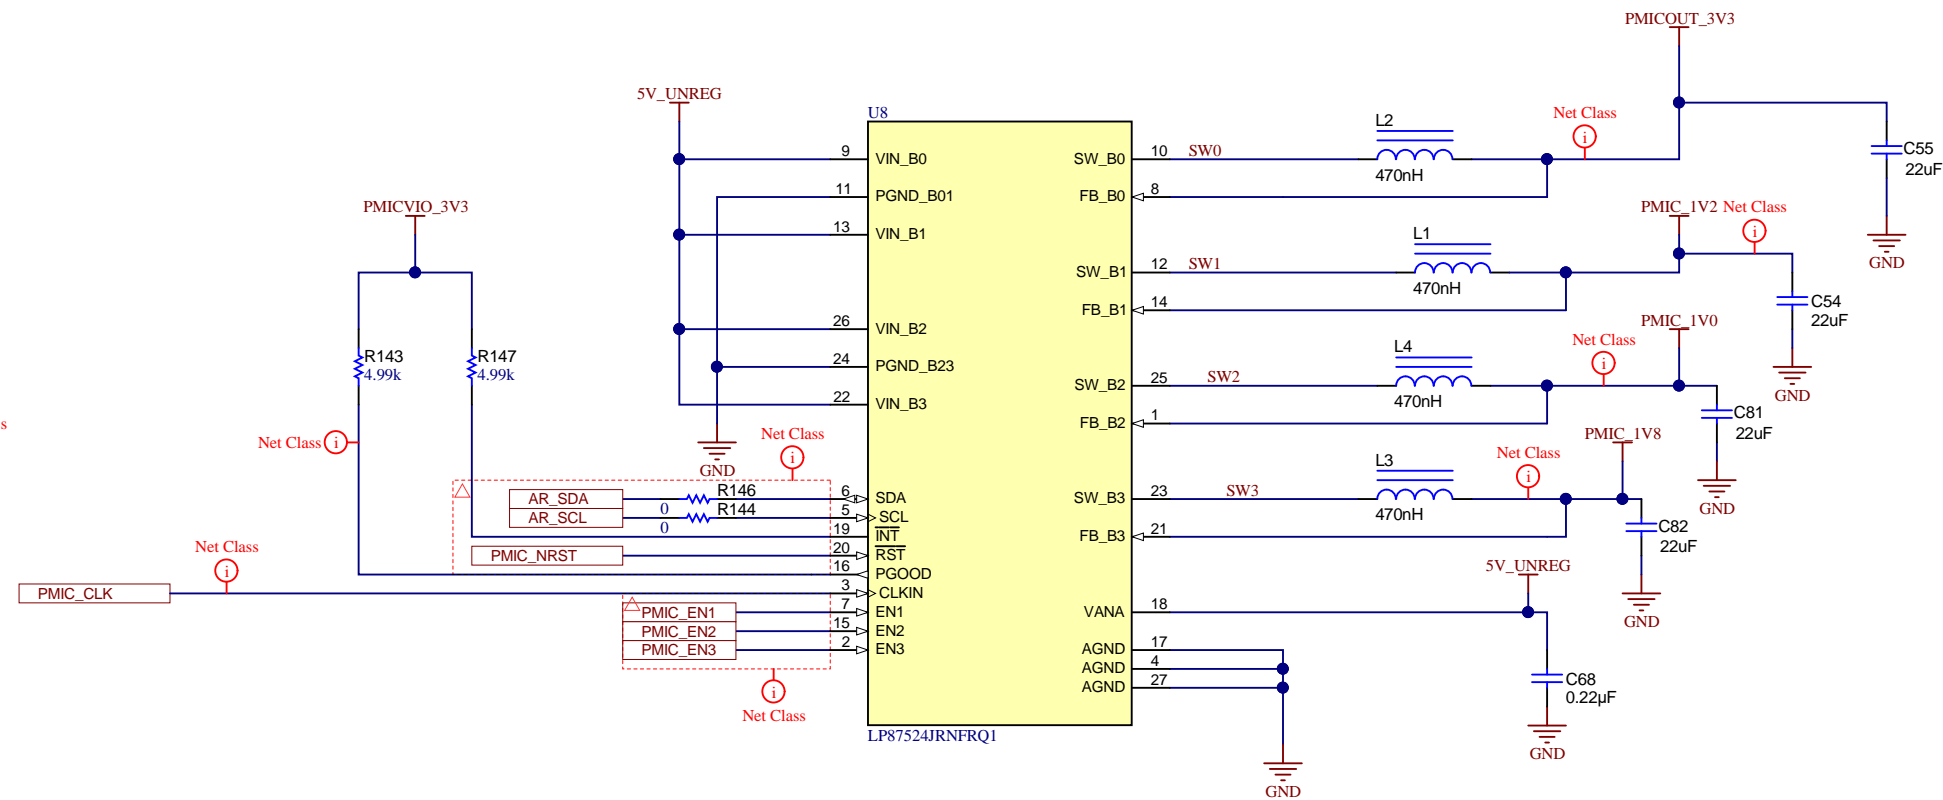 PMICOUT_3V3
5V_UNREG
U8
Net Class
L2
9 VIN_B0
SW_B0 10 SW0
470nH
C55
22uF
11 PGND_B01
FB_B0 8
PMICVIO_3V3
PMIC_1V2 Net Class
13 VIN_B1
L1
GND
SW_B1 12 SW1
470nH
FB_B1 14
C54
22uF
26 VIN_B2
PMIC_1V0
Net Class
L4
R143
4.99k
R147
4.99k
24 PGND_B23
SW_B2 25 SW2
470nH
GND
22 VIN_B3
FB_B2 1
C81
22uF
s
Net Class
Net Class
PMIC_1V8
Net Class
L3
GND
AR_SDA
R146
6 SDA
SW_B3 23 SW3
470nH
GND
AR_SCL
0
R144
5 SCL
0
19 INT
FB_B3 21
C82
22uF
PMIC_NRST
20 RST
Net Class
16 PGOOD
5V_UNREG
PMIC_CLK
3 CLKIN
PMIC_EN1
7 EN1
VANA 18
GND
PMIC_EN2
15 EN2
PMIC_EN3
2 EN3
AGND 17
AGND 4
AGND 27
C68
0.22µF
Net Class
LP87524JRNFRQ1
GND
GND
i
i
i
i
i
i
i
i